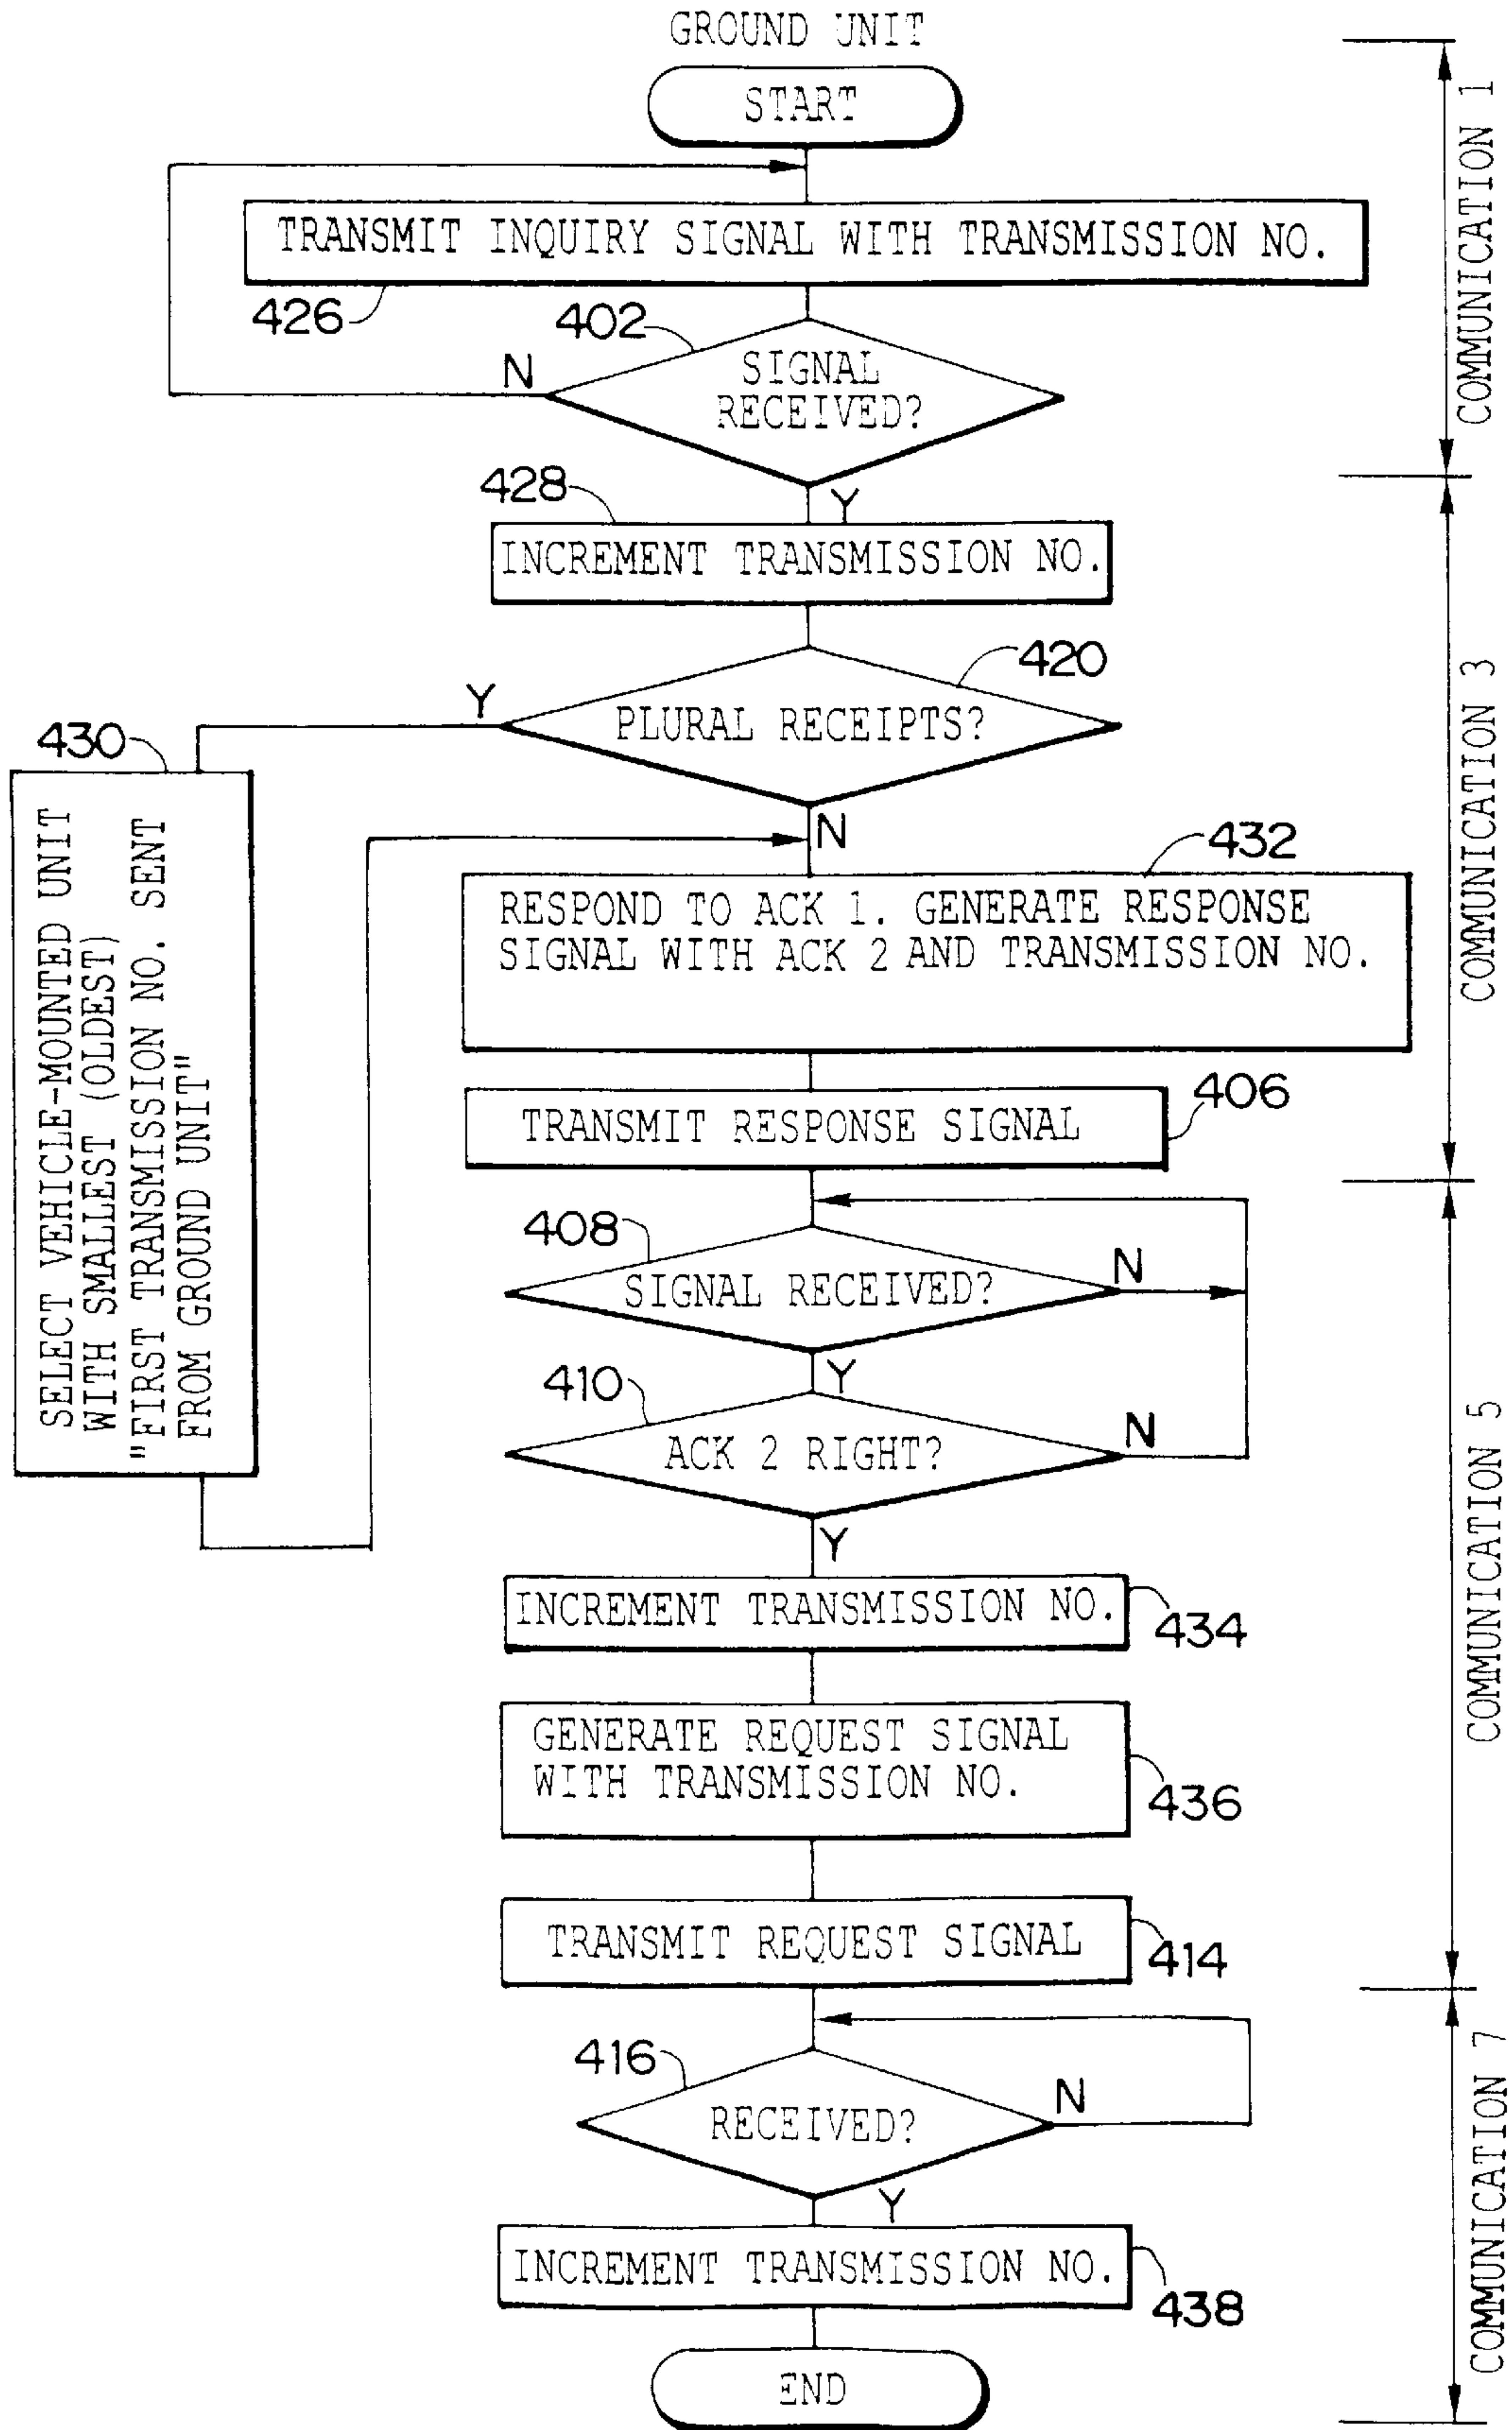 GROUND UNIT
START
TRANSMIT INQUIRY SIGNAL WITH TRANSMISSION NO.
426
402
N
SIGNAL
RECEIVED?
COMMUNICATION 1
428
Y
INCREMENT TRANSMISSION NO.
420
Y
PLURAL RECEIPTS?
430
N
SELECT VEHICLE-MOUNTED UNIT
WITH SMALLEST (OLDEST)
"FIRST TRANSMISSION NO. SENT
FROM GROUND UNIT"
432
RESPOND TO ACK 1. GENERATE RESPONSE
SIGNAL WITH ACK 2 AND TRANSMISSION NO.
COMMUNICATION 3
406
TRANSMIT RESPONSE SIGNAL
408
SIGNAL RECEIVED?
N
Y
410
ACK 2 RIGHT?
N
Y
INCREMENT TRANSMISSION NO.
434
GENERATE REQUEST SIGNAL
WITH TRANSMISSION NO.
436
COMMUNICATION 5
TRANSMIT REQUEST SIGNAL
414
416
RECEIVED?
N
Y
INCREMENT TRANSMISSION NO.
438
COMMUNICATION 7
END